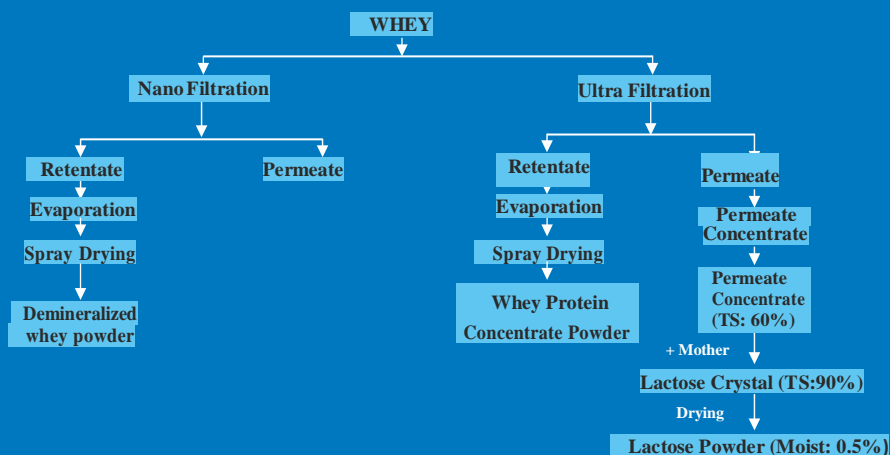 WHEY
Nano Filtration
Ultra Filtration
Retentate
Permeate
Retentate
Permeate
Evaporation
Evaporation
Permeate
Concentrate
Spray Drying
Spray Drying
Permeate
Concentrate
(TS: 60%)
Demineralized
whey powder
Whey Protein
Concentrate Powder
+ Mother
Lactose Crystal (TS:90%)
Drying
Lactose Powder (Moist: 0.5%)